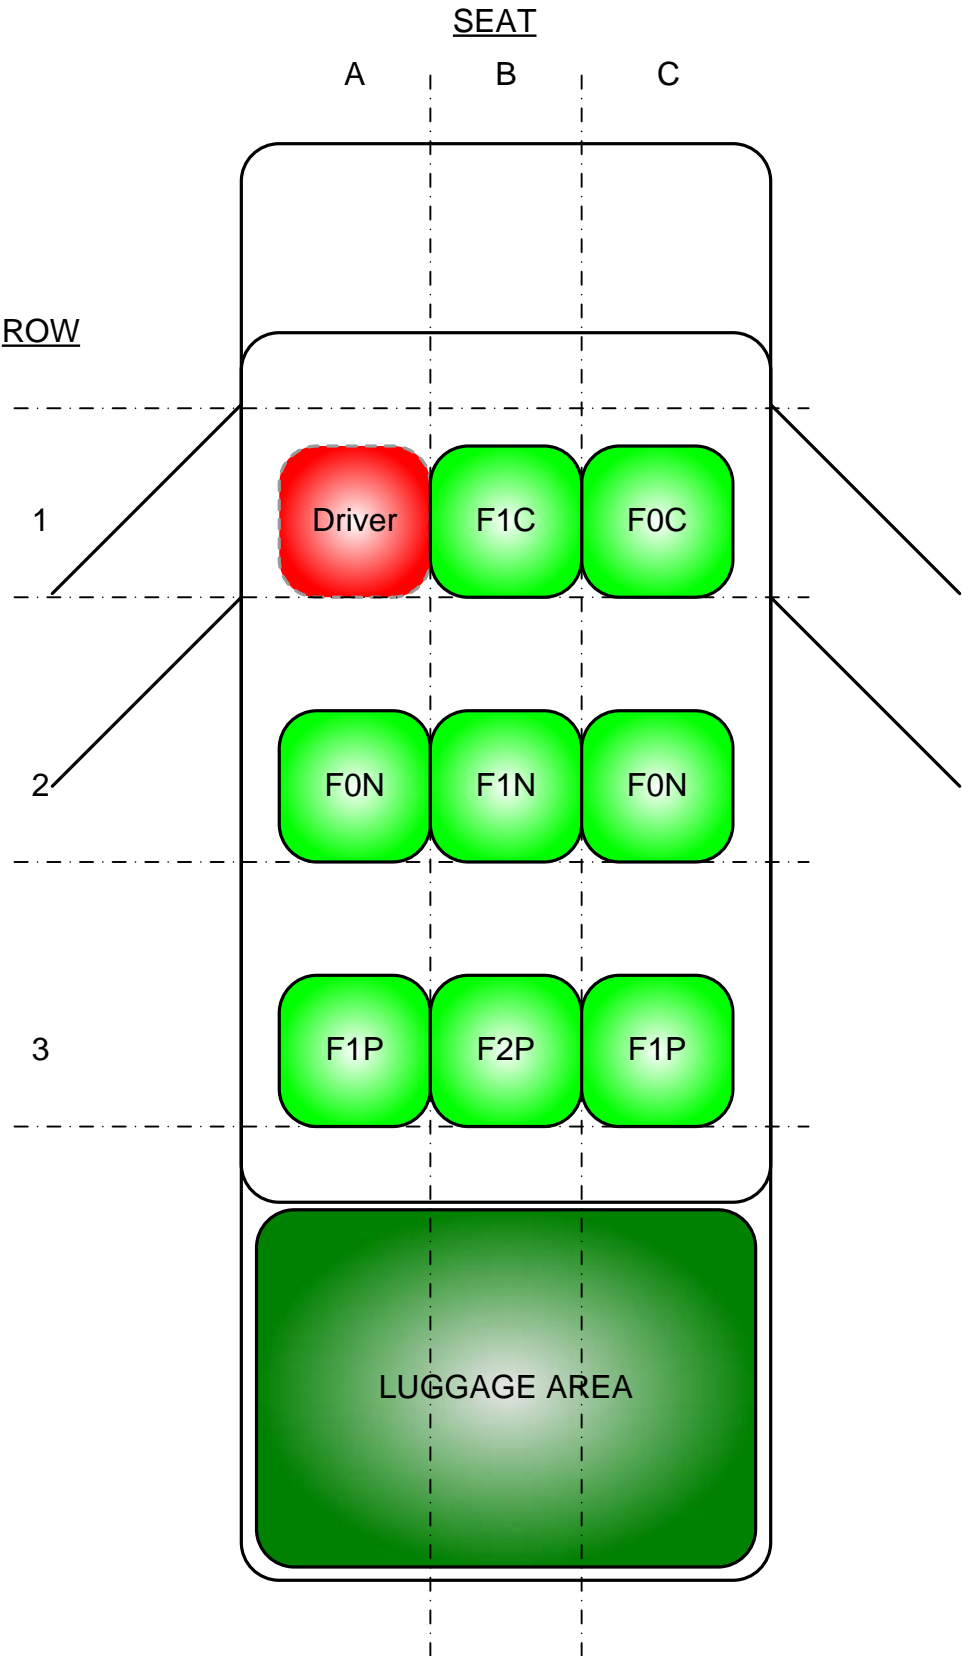 SEAT
A B C
ROW
1 Driver F1C F0C
2 F0N F1N F0N
3 F1P F2P F1P
LUGGAGE AREA